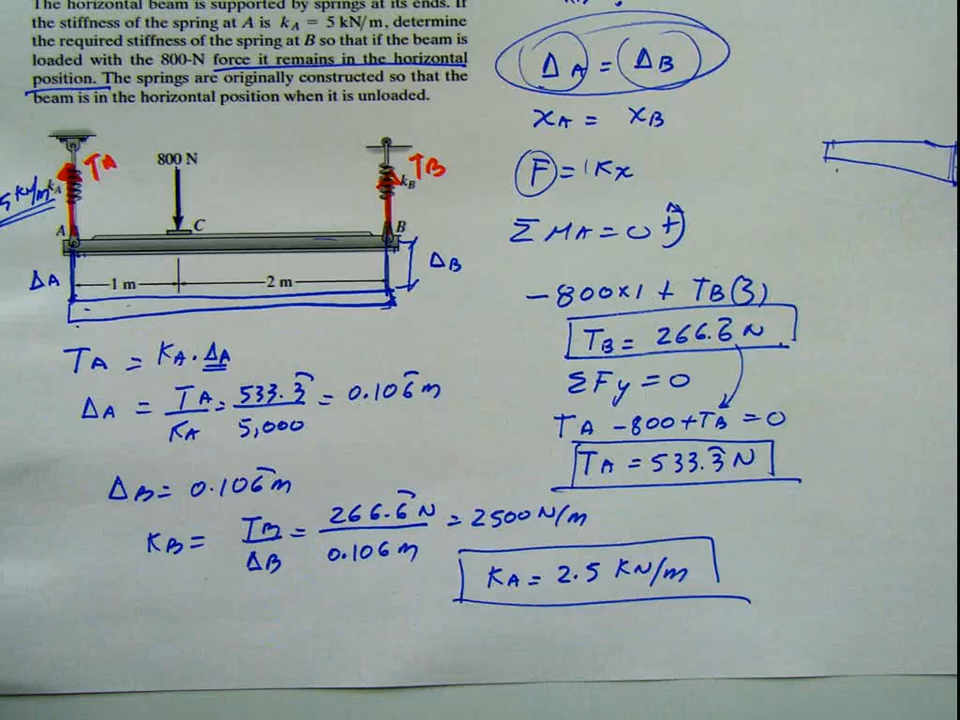 The horizontal beam is supported by springs at its ends. If
the stiffness of the spring at A is kA = 5 kN/m, determine
the required stiffness of the spring at B so that if the beam is
loaded with the 800-N force it remains in the horizontal
position. The springs are originally constructed so that the
beam is in the horizontal position when it is unloaded.
ΔA = ΔB
xA = xB
F = Kx
ΣMA = 0 +
-800×1 + TB(3)
TB = 266.6̅ N
ΣFy = 0
TA - 800 + TB = 0
TA = 533.3̅ N
TA
800 N
TB
5 KN/m
kA
kB
A
C
B
ΔA
1 m
2 m
ΔB
TA = KA · ΔA
ΔA = TA/KA = 533.3̅/5,000 = 0.106̅ m
ΔB = 0.106̅ m
KB = TB/ΔB = 266.6̅ N/0.106 m = 2500 N/m
KA = 2.5 KN/m